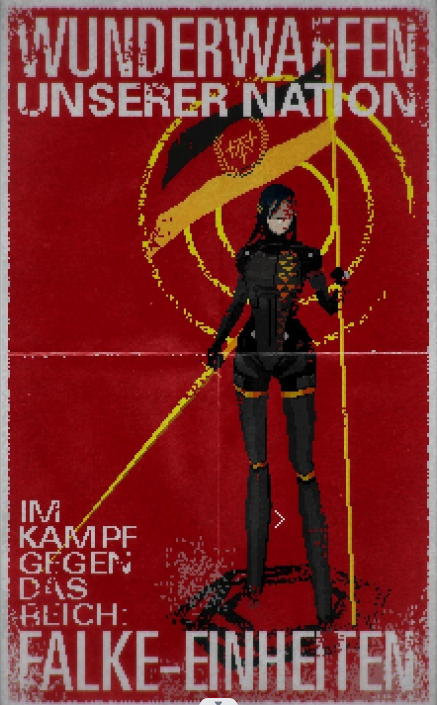 WUNDERWAFFEN
UNSERER NATION
IM
KAMPF
GEGEN
DAS
REICH:
FALKE-EINHEITEN